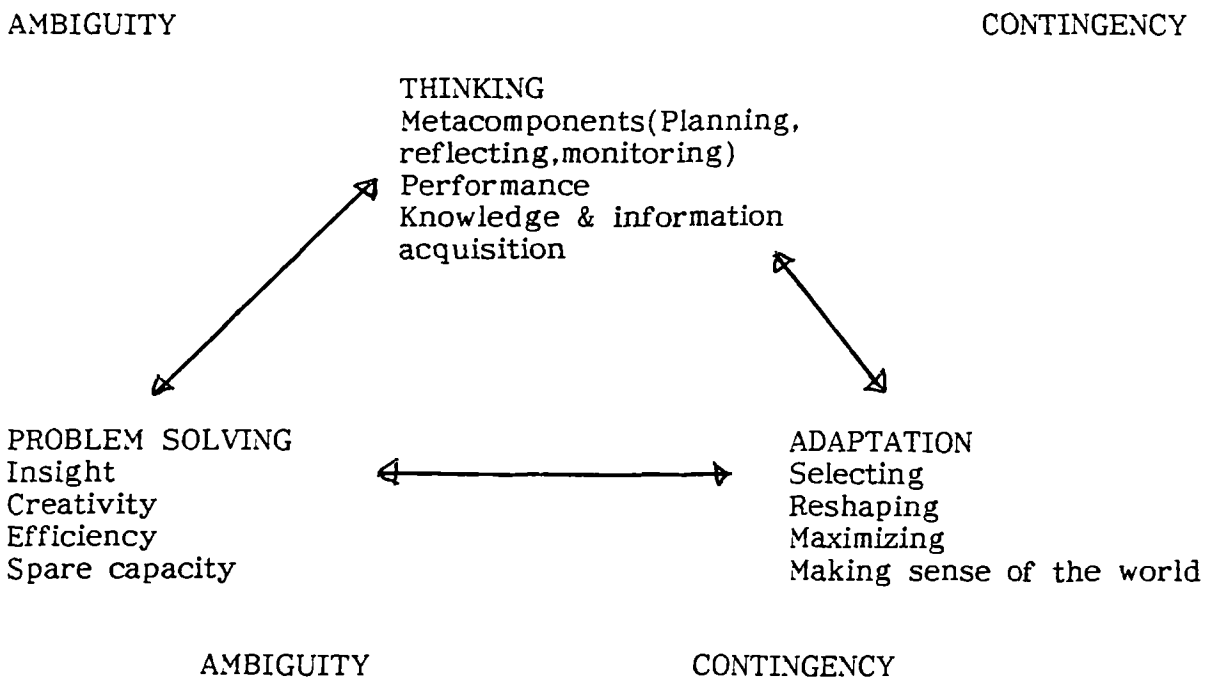 AMBIGUITY CONTINGENCY
THINKING
Metacomponents(Planning,
reflecting,monitoring)
Performance
Knowledge & information
acquisition
PROBLEM SOLVING
Insight
Creativity
Efficiency
Spare capacity
ADAPTATION
Selecting
Reshaping
Maximizing
Making sense of the world
AMBIGUITY CONTINGENCY